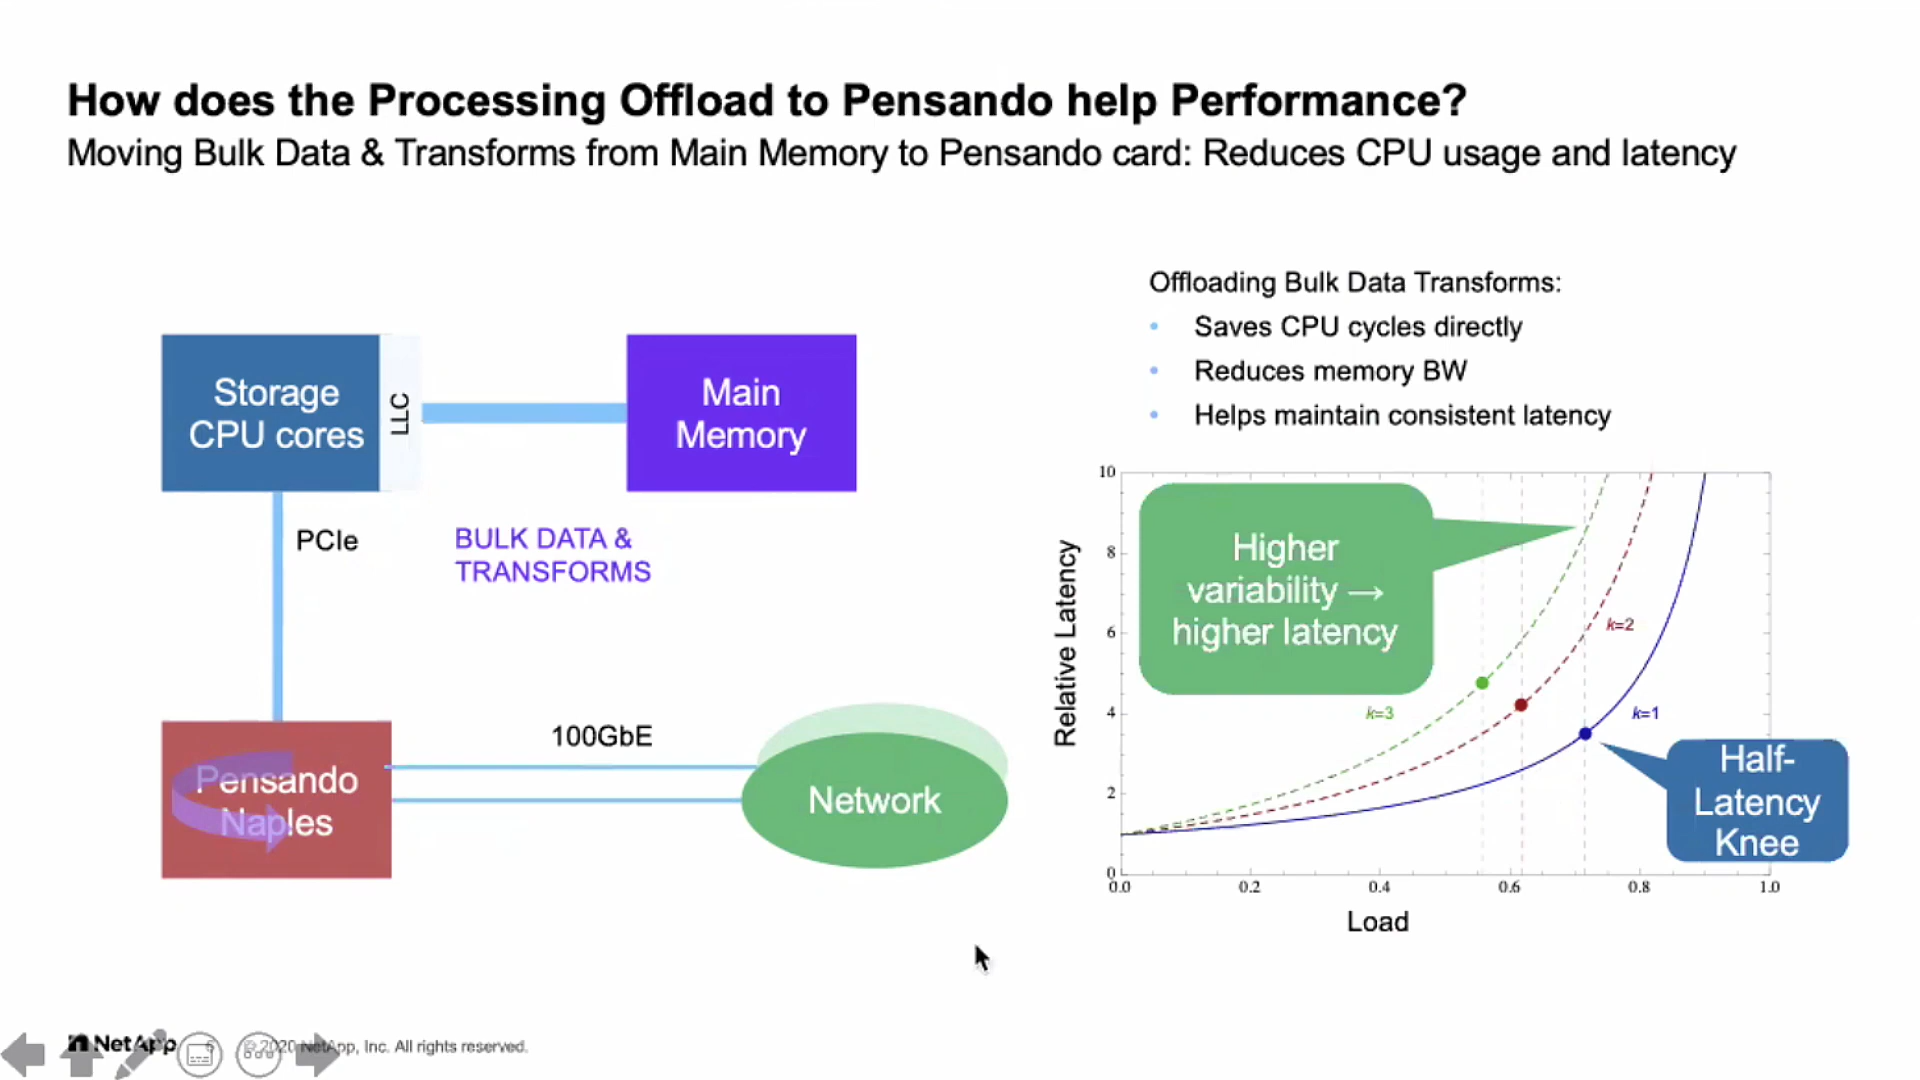 How does the Processing Offload to Pensando help Performance?
Moving Bulk Data & Transforms from Main Memory to Pensando card: Reduces CPU usage and latency
Storage
CPU cores
LLC
Main
Memory
PCIe
BULK DATA &
TRANSFORMS
Pensando
Naples
100GbE
Network
Offloading Bulk Data Transforms:
• Saves CPU cycles directly
• Reduces memory BW
• Helps maintain consistent latency
Relative Latency
10
8
6
4
2
0
Higher
variability →
higher latency
k=3
k=2
k=1
Half-
Latency
Knee
0.0 0.2 0.4 0.6 0.8 1.0
Load
NetApp 6 © 2020 NetApp, Inc. All rights reserved.